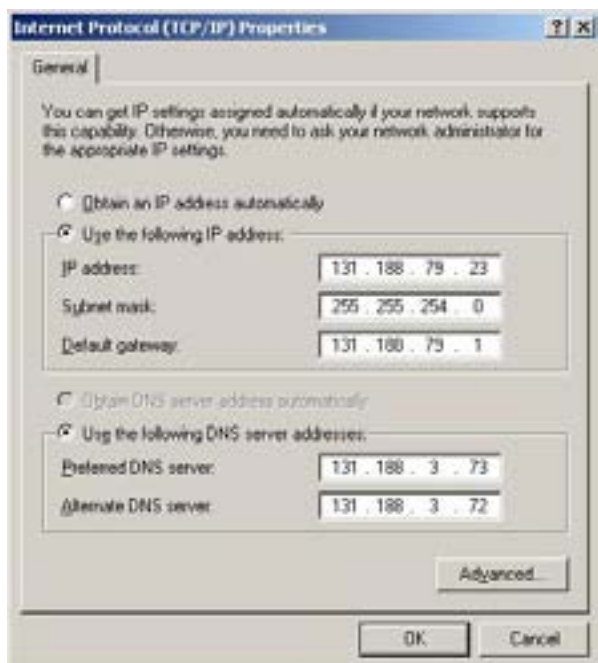 Internet Protocol (TCP/IP) Properties
General
You can get IP settings assigned automatically if your network supports
this capability. Otherwise, you need to ask your network administrator for
the appropriate IP settings.
Obtain an IP address automatically
Use the following IP address:
IP address: 131 . 188 . 79 . 23
Subnet mask: 255 . 255 . 254 . 0
Default gateway: 131 . 188 . 79 . 1
Obtain DNS server address automatically
Use the following DNS server addresses:
Preferred DNS server: 131 . 188 . 3 . 73
Alternate DNS server: 131 . 188 . 3 . 72
Advanced...
OK Cancel